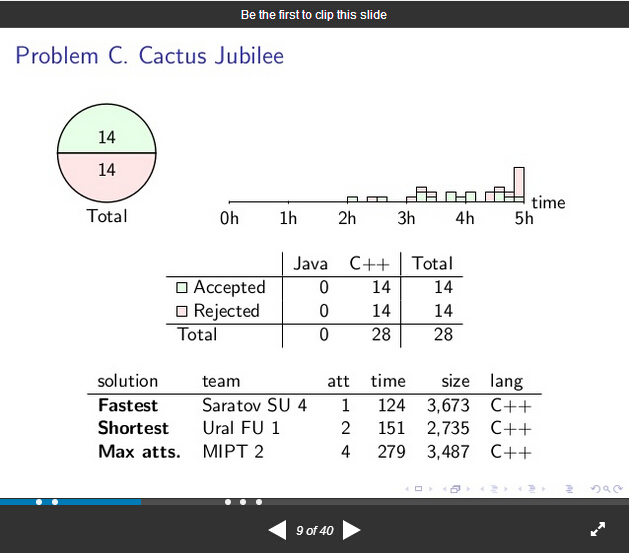 Be the first to clip this slide
Problem C. Cactus Jubilee
14
14
Total
time
0h 1h 2h 3h 4h 5h
Java C++ Total
Accepted 0 14 14
Rejected 0 14 14
Total 0 28 28
solution team att time size lang
Fastest Saratov SU 4 1 124 3,673 C++
Shortest Ural FU 1 2 151 2,735 C++
Max atts. MIPT 2 4 279 3,487 C++
9 of 40